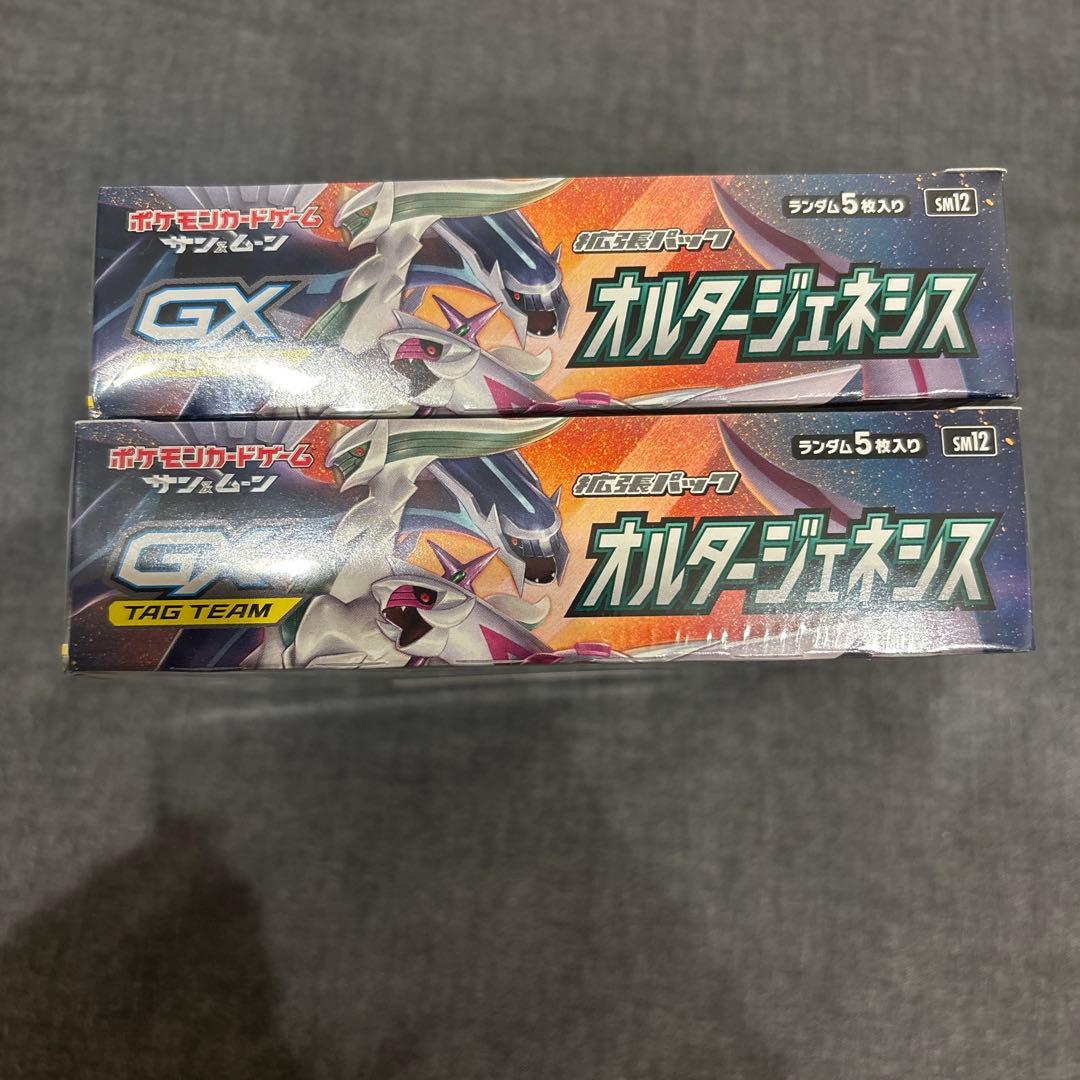 ポケモンカードゲーム
サン&ムーン
GX
拡張パック
オルタージェネシス
ランダム5枚入り
SM12
ポケモンカードゲーム
サン&ムーン
GX
TAG TEAM
拡張パック
オルタージェネシス
ランダム5枚入り
SM12